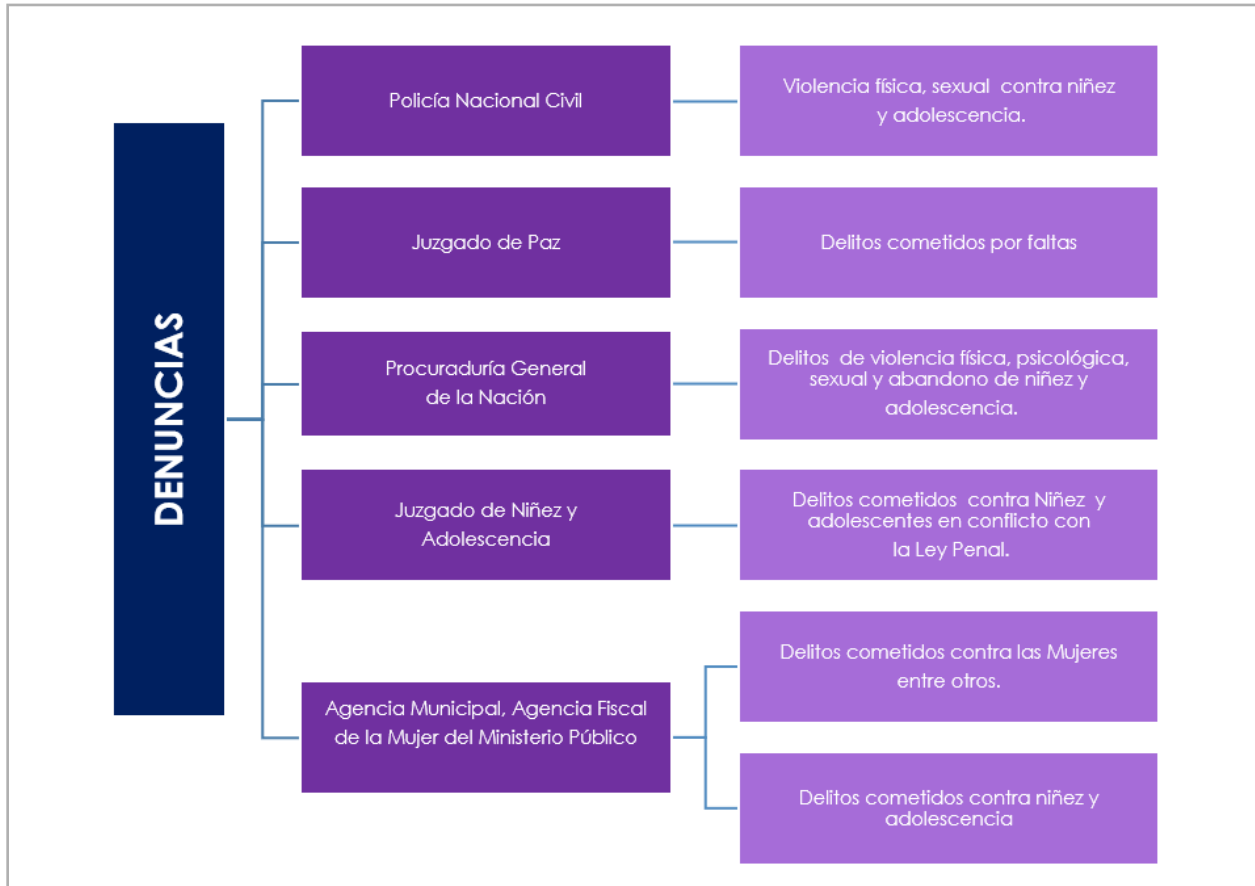 DENUNCIAS
Policía Nacional Civil
Violencia física, sexual contra niñez
y adolescencia.
Juzgado de Paz
Delitos cometidos por faltas
Procuraduría General
de la Nación
Delitos de violencia física, psicológica,
sexual y abandono de niñez y
adolescencia.
Juzgado de Niñez y
Adolescencia
Delitos cometidos contra Niñez y
adolescentes en conflicto con
la Ley Penal.
Agencia Municipal, Agencia Fiscal
de la Mujer del Ministerio Público
Delitos cometidos contra las Mujeres
entre otros.
Delitos cometidos contra niñez y
adolescencia